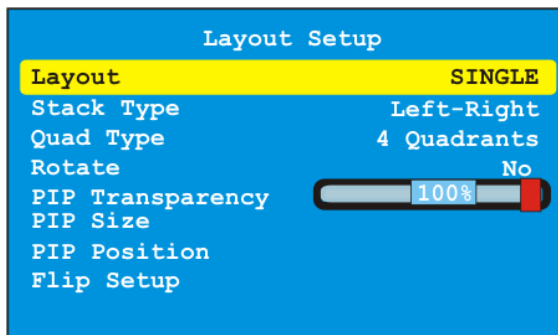 Layout Setup
Layout SINGLE
Stack Type Left-Right
Quad Type 4 Quadrants
Rotate No
PIP Transparency 100%
PIP Size
PIP Position
Flip Setup